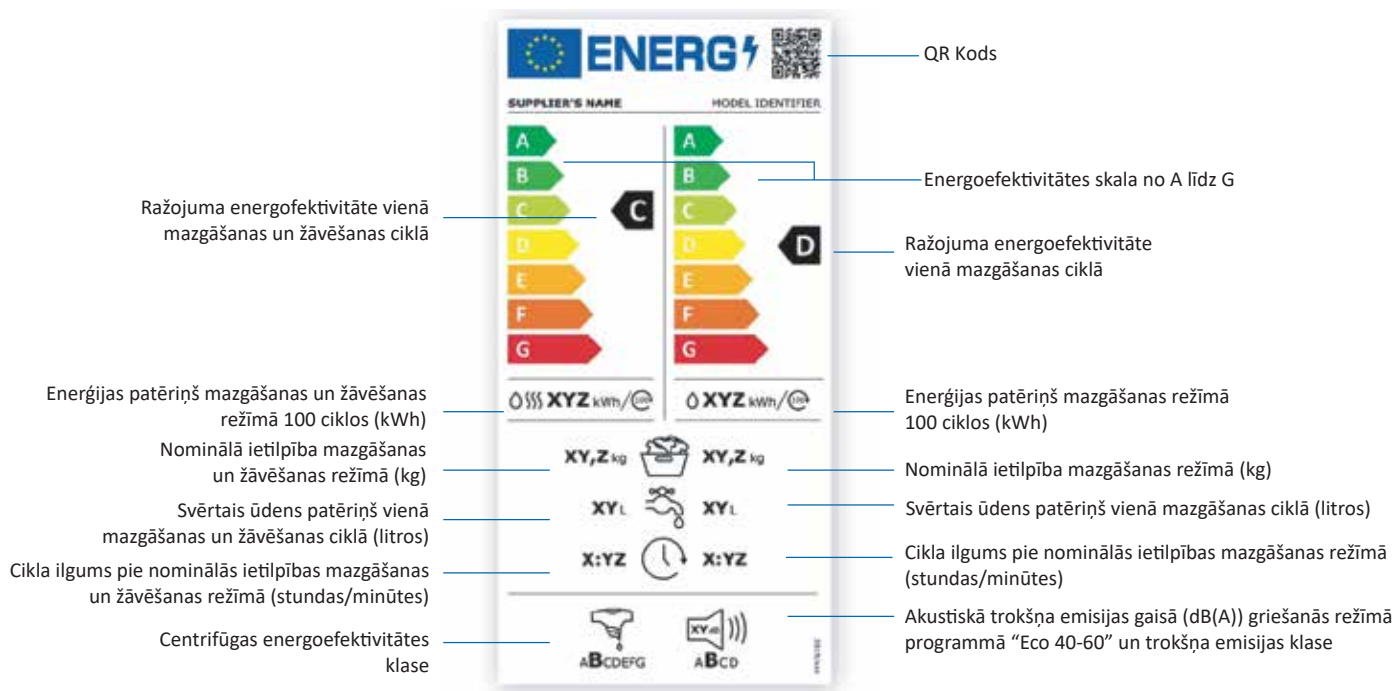 ENERG
QR Kods
SUPPLIER'S NAME
MODEL IDENTIFIER
A
B
C
D
E
F
G
C
A
B
C
D
E
F
G
D
Energoefektivitātes skala no A līdz G
Ražojuma energofektivitāte vienā
mazgāšanas un žāvēšanas ciklā
Ražojuma energoefektivitāte
vienā mazgāšanas ciklā
Enerģijas patēriņš mazgāšanas un žāvēšanas
režīmā 100 ciklos (kWh)
XYZ kWh/100
XYZ kWh/100
Enerģijas patēriņš mazgāšanas režīmā
100 ciklos (kWh)
Nominālā ietilpība mazgāšanas
un žāvēšanas režīmā (kg)
XY,Z kg
XY,Z kg
Nominālā ietilpība mazgāšanas režīmā (kg)
Svērtais ūdens patēriņš vienā
mazgāšanas un žāvēšanas ciklā (litros)
XY L
XY L
Svērtais ūdens patēriņš vienā mazgāšanas ciklā (litros)
Cikla ilgums pie nominālās ietilpības mazgāšanas
un žāvēšanas režīmā (stundas/minūtes)
X:YZ
X:YZ
Cikla ilgums pie nominālās ietilpības mazgāšanas režīmā
(stundas/minūtes)
Centrifūgas energoefektivitātes
klase
ABCDEFG
XY dB
ABCD
Akustiskā trokšņa emisijas gaisā (dB(A)) griešanās režīmā
programmā “Eco 40-60” un trokšņa emisijas klase